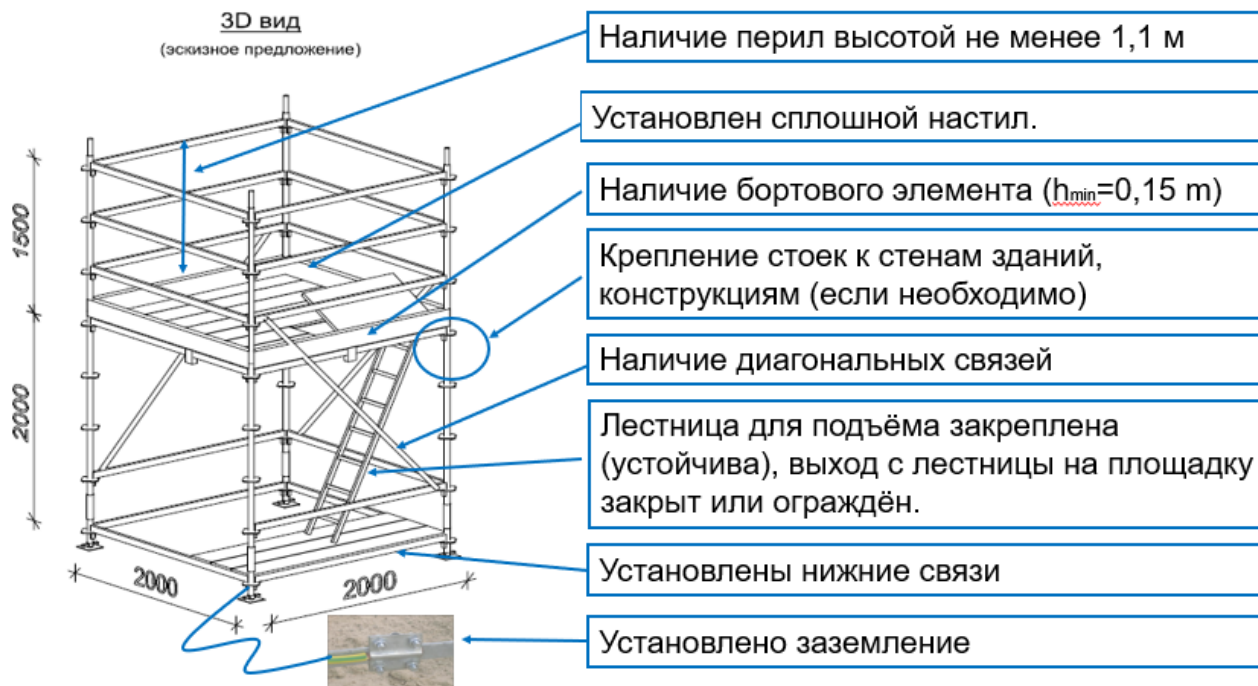 3D вид
(эскизное предложение)
Наличие перил высотой не менее 1,1 м
Установлен сплошной настил.
Наличие бортового элемента (hmin=0,15 m)
Крепление стоек к стенам зданий,
конструкциям (если необходимо)
Наличие диагональных связей
Лестница для подъёма закреплена
(устойчива), выход с лестницы на площадку
закрыт или ограждён.
Установлены нижние связи
Установлено заземление
1500
2000
2000
2000